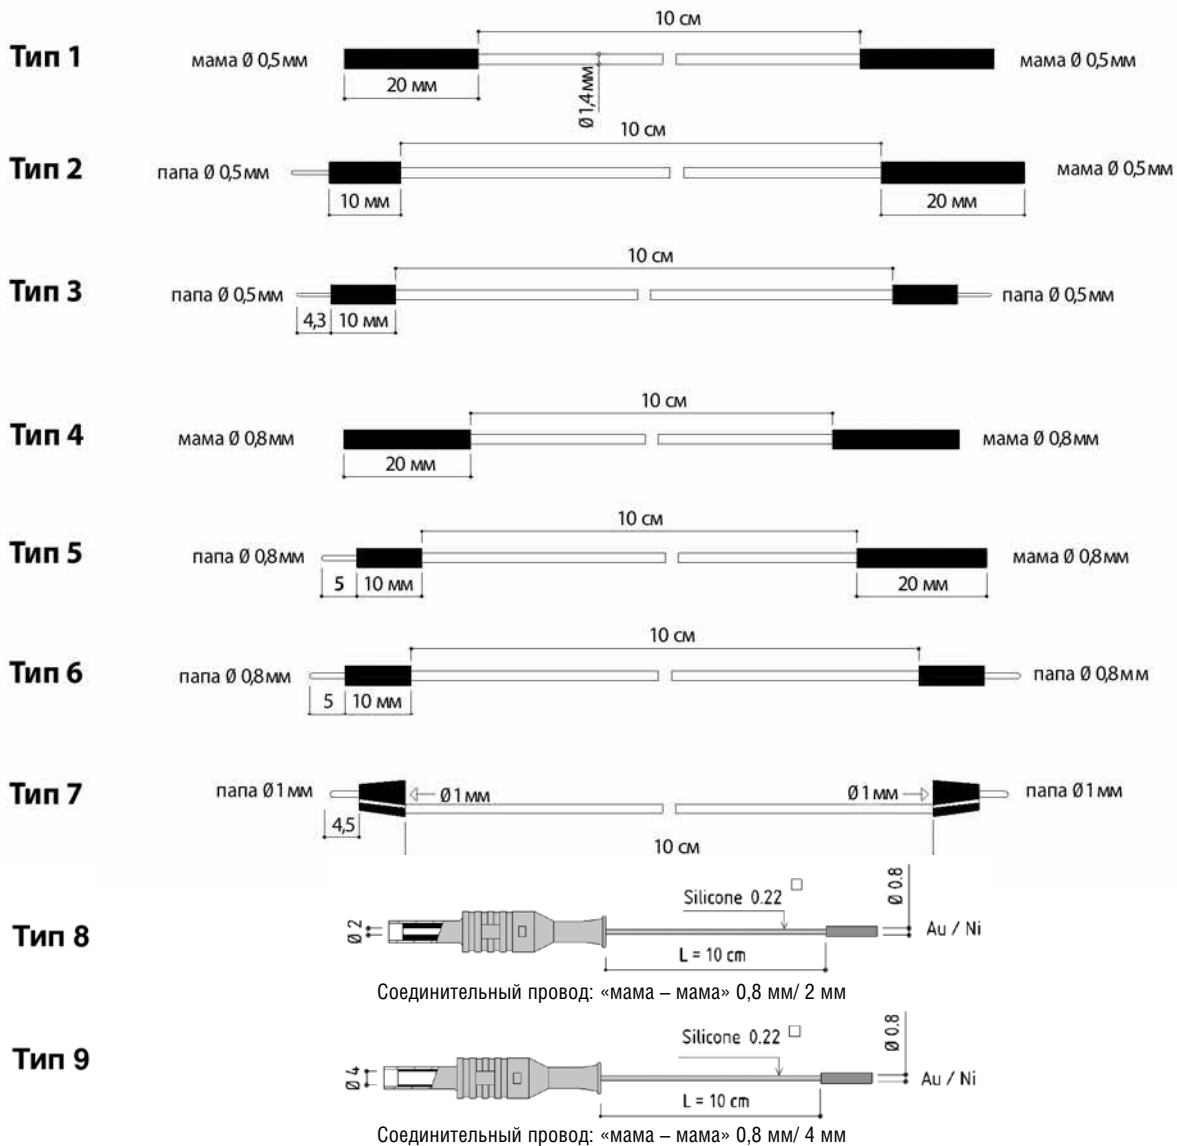 10 см
Тип 1 мама Ø 0,5мм мама Ø 0,5мм
20 мм Ø 1,4мм
10 см
Тип 2 папа Ø 0,5мм мама Ø 0,5мм
10 мм 20 мм
10 см
Тип 3 папа Ø 0,5мм папа Ø 0,5мм
4,3 10 мм
10 см
Тип 4 мама Ø 0,8мм мама Ø 0,8мм
20 мм
10 см
Тип 5 папа Ø 0,8мм мама Ø 0,8мм
5 10 мм 20 мм
10 см
Тип 6 папа Ø 0,8мм папа Ø 0,8мм
5 10 мм
Тип 7 папа Ø1мм Ø1мм Ø1мм папа Ø1мм
4,5
10 см
Silicone 0.22 Ø 0.8
Тип 8 Ø 2 Au / Ni
L = 10 cm
Соединительный провод: «мама – мама» 0,8 мм/ 2 мм
Silicone 0.22 Ø 0.8
Тип 9 Ø 4 Au / Ni
L = 10 cm
Соединительный провод: «мама – мама» 0,8 мм/ 4 мм